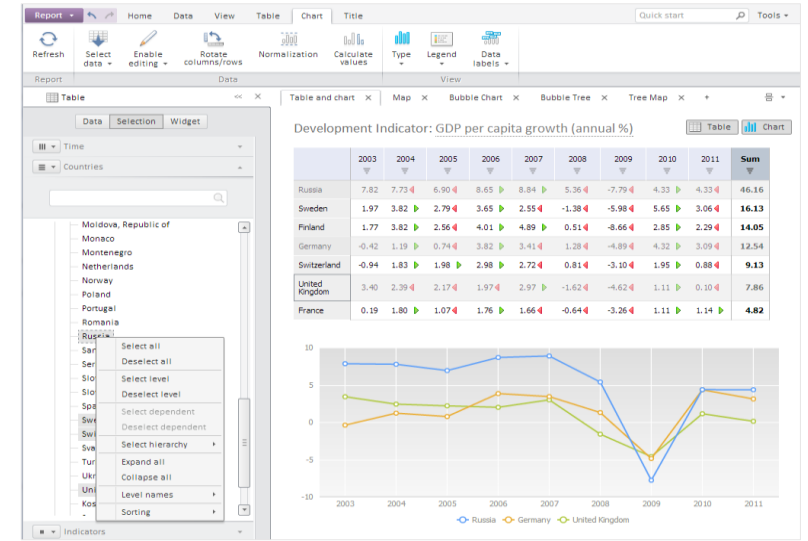 Report
Home
Data
View
Table
Chart
Title
Quick start
Tools
Refresh
Select data
Enable editing
Rotate columns/rows
Normalization
Calculate values
Type
Legend
Data labels
Report
Data
View
Table
Table and chart
Map
Bubble Chart
Bubble Tree
Tree Map
+
Data Selection Widget
Development Indicator: GDP per capita growth (annual %)
Table
Chart
Time
Countries
Moldova, Republic of
Monaco
Montenegro
Netherlands
Norway
Poland
Portugal
Romania
Russia
San
Ser
Slo
Slo
Spa
Swe
Swi
Sva
Tur
Ukr
Uni
Kos
Select all
Deselect all
Select level
Deselect level
Select dependent
Deselect dependent
Select hierarchy
Expand all
Collapse all
Level names
Sorting
Indicators
2003 2004 2005 2006 2007 2008 2009 2010 2011 Sum
Russia 7.82 7.73 6.90 8.65 8.84 5.36 -7.79 4.33 4.33 46.16
Sweden 1.97 3.82 2.79 3.65 2.55 -1.38 -5.98 5.65 3.06 16.13
Finland 1.77 3.82 2.56 4.01 4.89 0.51 -8.66 2.85 2.29 14.05
Germany -0.42 1.19 0.74 3.82 3.41 1.28 -4.89 4.32 3.09 12.54
Switzerland -0.94 1.83 1.98 2.98 2.72 0.81 -3.10 1.95 0.88 9.13
United Kingdom 3.40 2.39 2.17 1.97 2.97 -1.62 -4.62 1.11 0.10 7.86
France 0.19 1.80 1.07 1.76 1.66 -0.64 -3.26 1.11 1.14 4.82
10
5
0
-5
-10
2003 2004 2005 2006 2007 2008 2009 2010 2011
Russia Germany United Kingdom